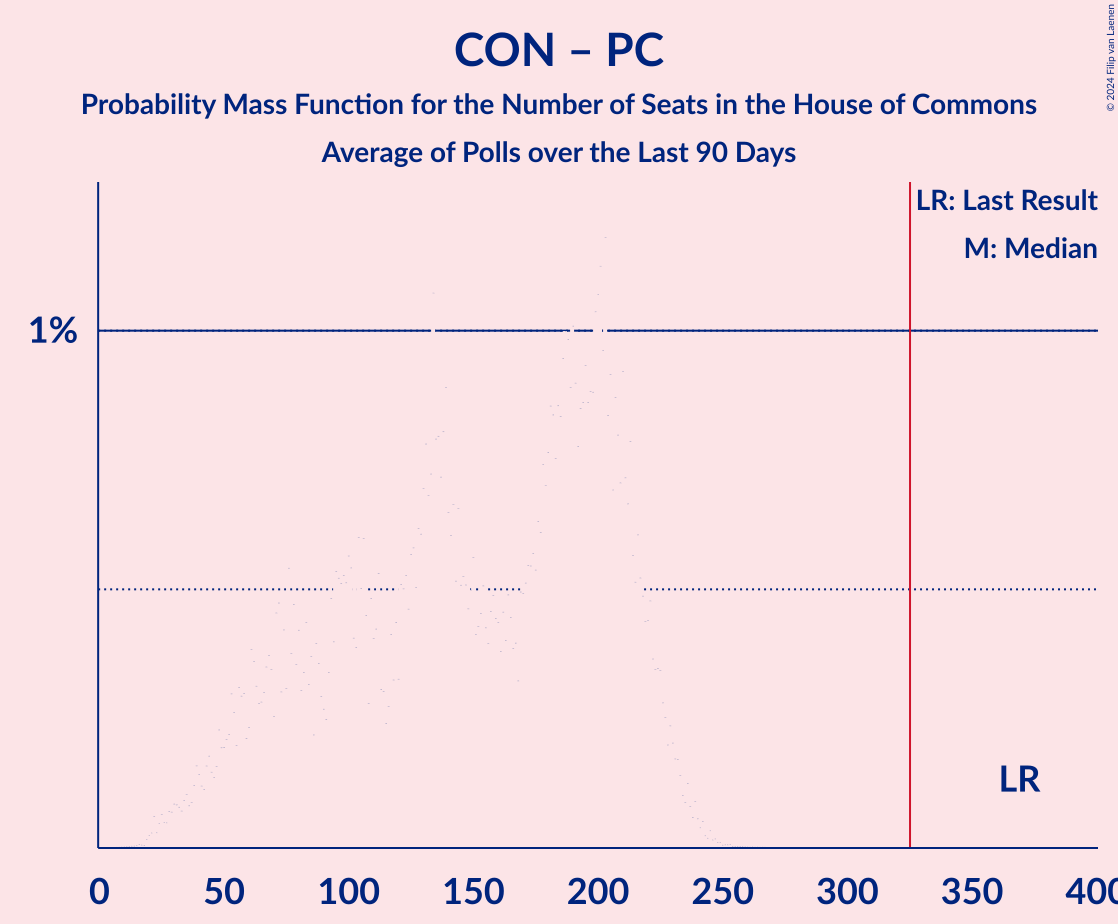 CON – PC
Probability Mass Function for the Number of Seats in the House of Commons
Average of Polls over the Last 90 Days
© 2024 Filip van Laenen
LR: Last Result
M: Median
1%
LR
0 50 100 150 200 250 300 350 400